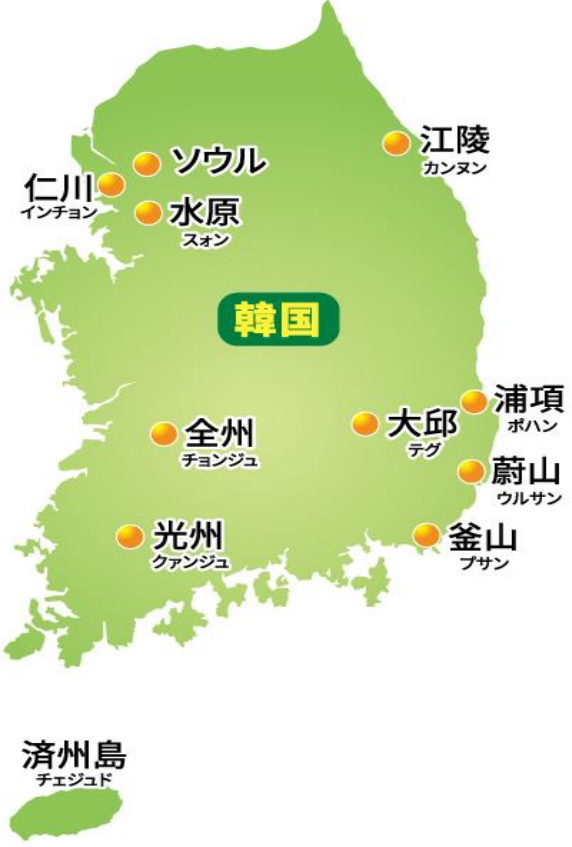 江陵
カンヌン
ソウル
仁川
インチョン
水原
スォン
韓国
浦項
ポハン
大邱
テグ
全州
チョンジュ
蔚山
ウルサン
光州
クァンジュ
釜山
プサン
済州島
チェジュド